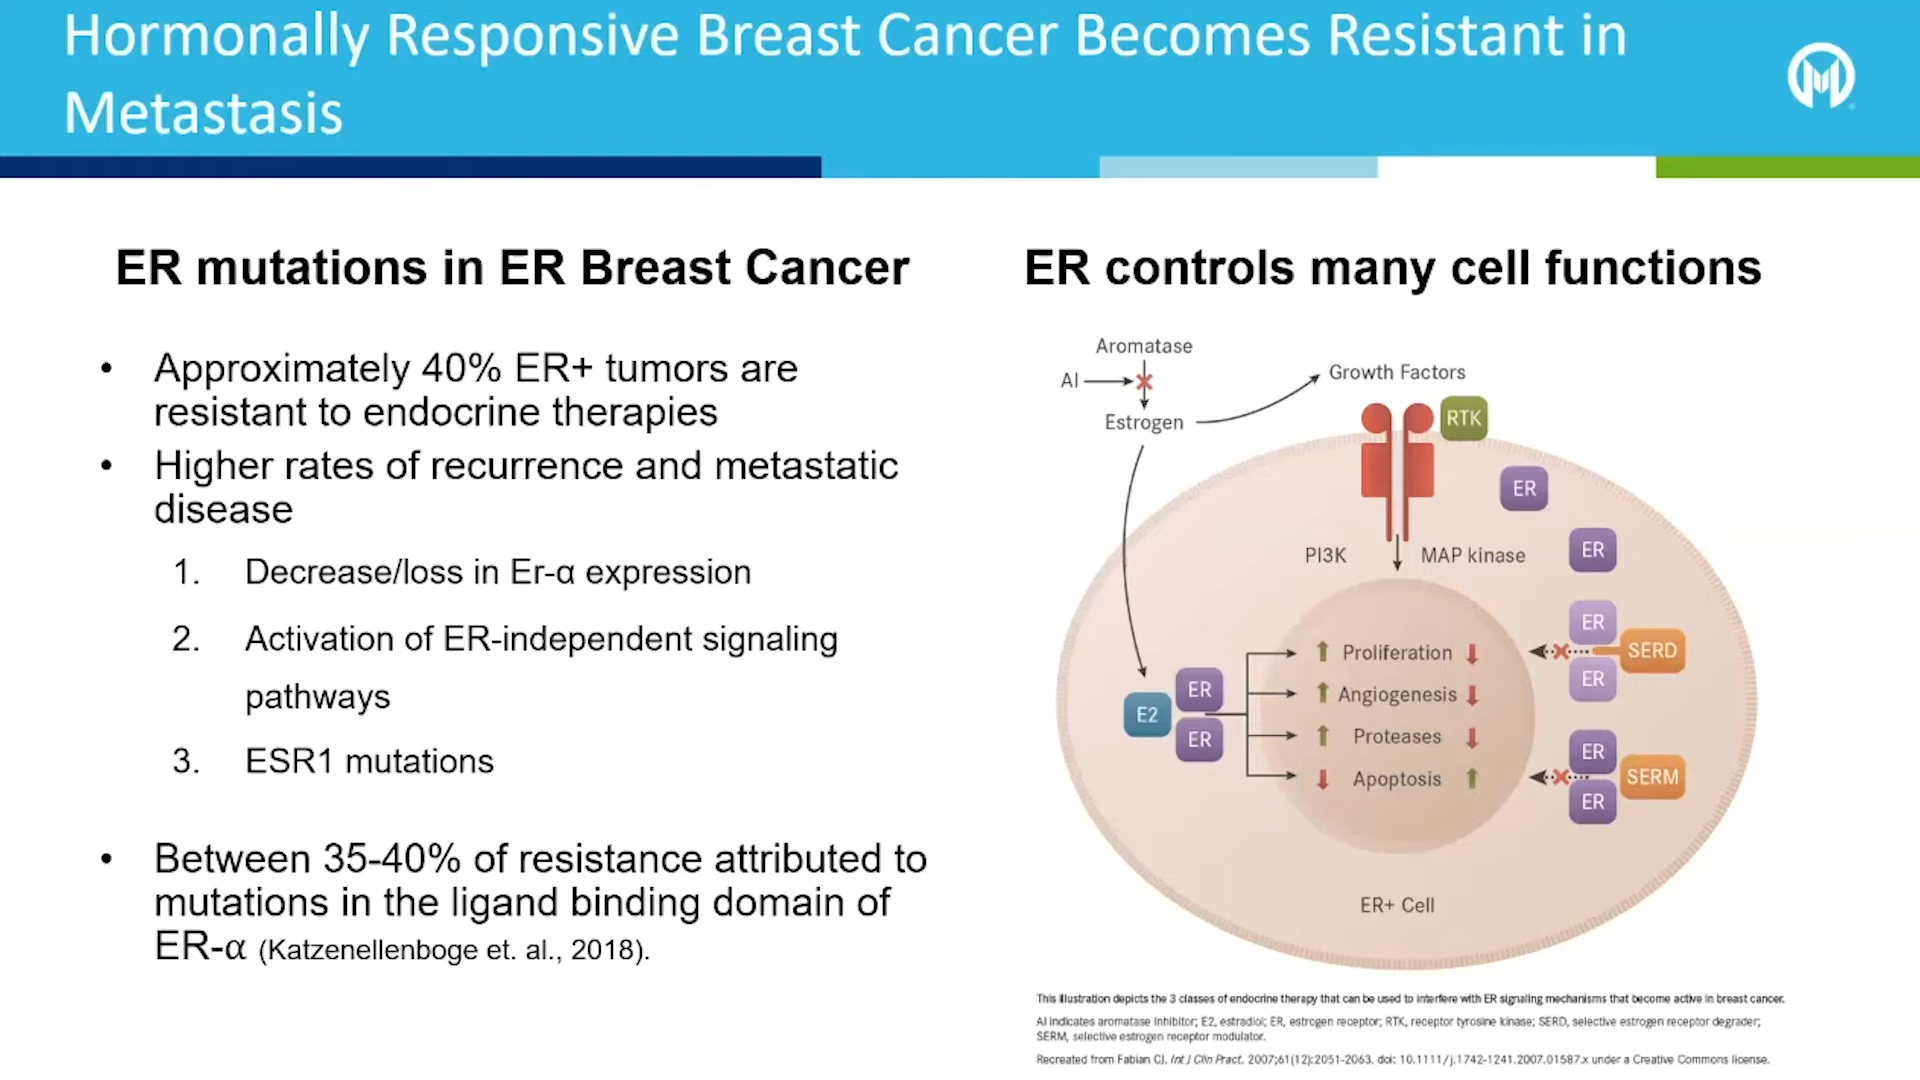 Hormonally Responsive Breast Cancer Becomes Resistant in
Metastasis
ER mutations in ER Breast Cancer
• Approximately 40% ER+ tumors are
resistant to endocrine therapies
• Higher rates of recurrence and metastatic
disease
1. Decrease/loss in Er-α expression
2. Activation of ER-independent signaling
pathways
3. ESR1 mutations
• Between 35-40% of resistance attributed to
mutations in the ligand binding domain of
ER-α (Katzenellenboge et. al., 2018).
ER controls many cell functions
Aromatase
AI
Estrogen
Growth Factors
RTK
ER
ER
PI3K
MAP kinase
ER
SERD
ER
Proliferation
Angiogenesis
Proteases
Apoptosis
E2
ER
ER
ER
SERM
ER
ER+ Cell
This illustration depicts the 3 classes of endocrine therapy that can be used to interfere with ER signaling mechanisms that become active in breast cancer.
AI indicates aromatase inhibitor; E2, estradiol; ER, estrogen receptor; RTK, receptor tyrosine kinase; SERD, selective estrogen receptor degrader;
SERM, selective estrogen receptor modulator.
Recreated from Fabian CJ. Int J Clin Pract. 2007;61(12):2051-2063. doi: 10.1111/j.1742-1241.2007.01587.x under a Creative Commons license.